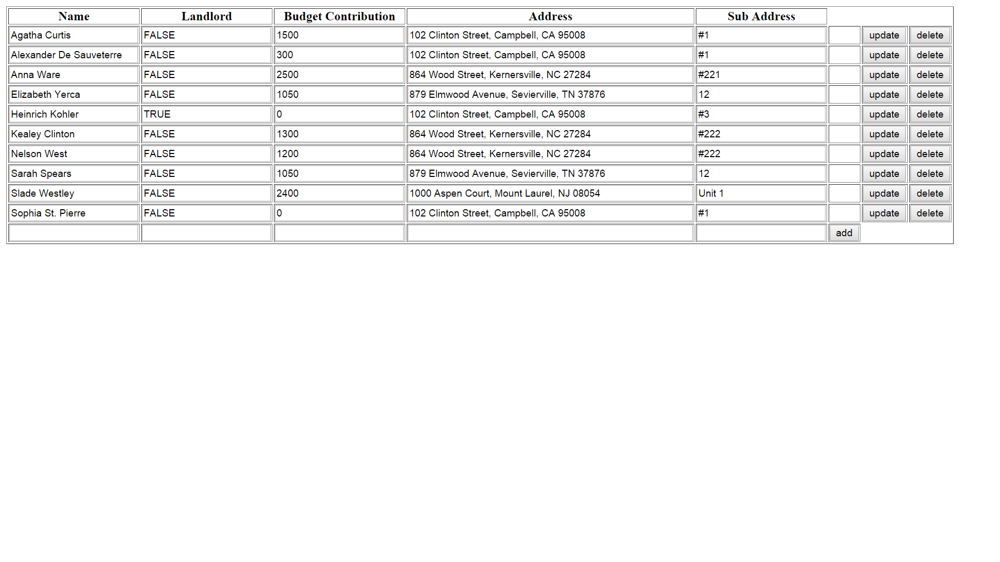 Name Landlord Budget Contribution Address Sub Address
Agatha Curtis FALSE 1500 102 Clinton Street, Campbell, CA 95008 #1 update delete
Alexander De Sauveterre FALSE 300 102 Clinton Street, Campbell, CA 95008 #1 update delete
Anna Ware FALSE 2500 864 Wood Street, Kernersville, NC 27284 #221 update delete
Elizabeth Yerca FALSE 1050 879 Elmwood Avenue, Sevierville, TN 37876 12 update delete
Heinrich Kohler TRUE 0 102 Clinton Street, Campbell, CA 95008 #3 update delete
Kealey Clinton FALSE 1300 864 Wood Street, Kernersville, NC 27284 #222 update delete
Nelson West FALSE 1200 864 Wood Street, Kernersville, NC 27284 #222 update delete
Sarah Spears FALSE 1050 879 Elmwood Avenue, Sevierville, TN 37876 12 update delete
Slade Westley FALSE 2400 1000 Aspen Court, Mount Laurel, NJ 08054 Unit 1 update delete
Sophia St. Pierre FALSE 0 102 Clinton Street, Campbell, CA 95008 #1 update delete
add